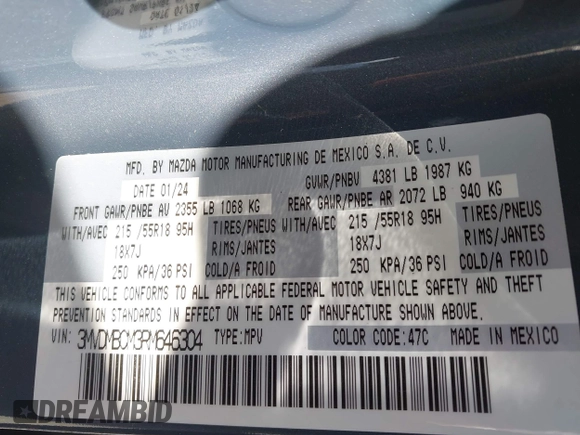 MFD. BY MAZDA MOTOR MANUFACTURING DE MEXICO S.A. DE C.V.
DATE 01/24 GVWR/PNBV 4381 LB 1987 KG
FRONT GAWR/PNBE AV 2355 LB 1068 KG REAR GAWR/PNBE AR 2072 LB 940 KG
WITH/AVEC 215 /55R18 95H TIRES/PNEUS WITH/AVEC 215 /55R18 95H TIRES/PNEUS
18X7J RIMS/JANTES 18X7J RIMS/JANTES
250 KPA/36 PSI COLD/A FROID 250 KPA/36 PSI COLD/A FROID
THIS VEHICLE CONFORMS TO ALL APPLICABLE FEDERAL MOTOR VEHICLE SAFETY AND THEFT
PREVENTION STANDARDS IN EFFECT ON THE DATE OF MANUFACTURE SHOWN ABOVE.
VIN: 3MVDMBCM3RM646304 TYPE: MPV COLOR CODE: 47C MADE IN MEXICO
DREAMBID